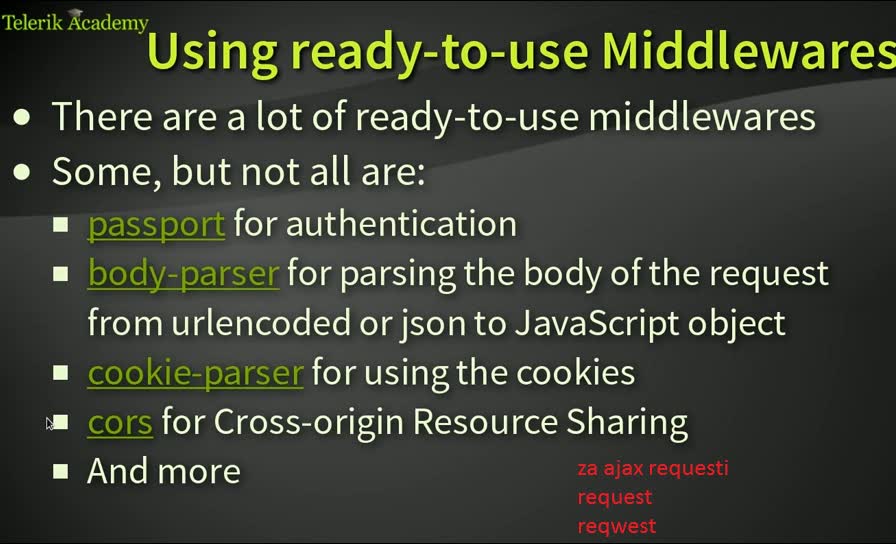 Telerik Academy
Using ready-to-use Middlewares
There are a lot of ready-to-use middlewares
Some, but not all are:
passport for authentication
body-parser for parsing the body of the request
from urlencoded or json to JavaScript object
cookie-parser for using the cookies
cors for Cross-origin Resource Sharing
And more
za ajax requesti
request
reqwest